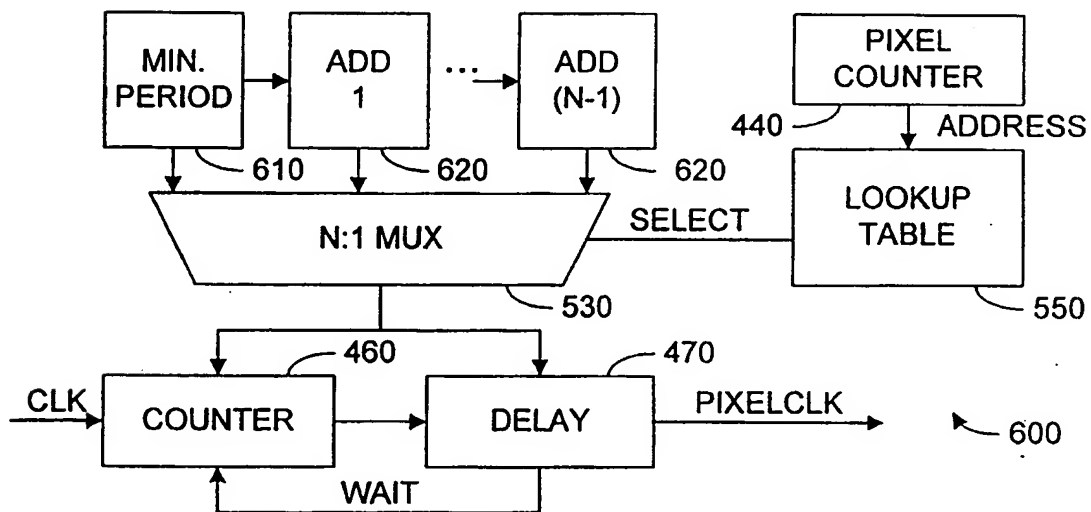 MIN.
PERIOD
ADD
1
...
ADD
(N-1)
PIXEL
COUNTER
610
620
620
440
ADDRESS
N:1 MUX
SELECT
LOOKUP
TABLE
530
550
460
470
CLK
COUNTER
DELAY
PIXELCLK
600
WAIT